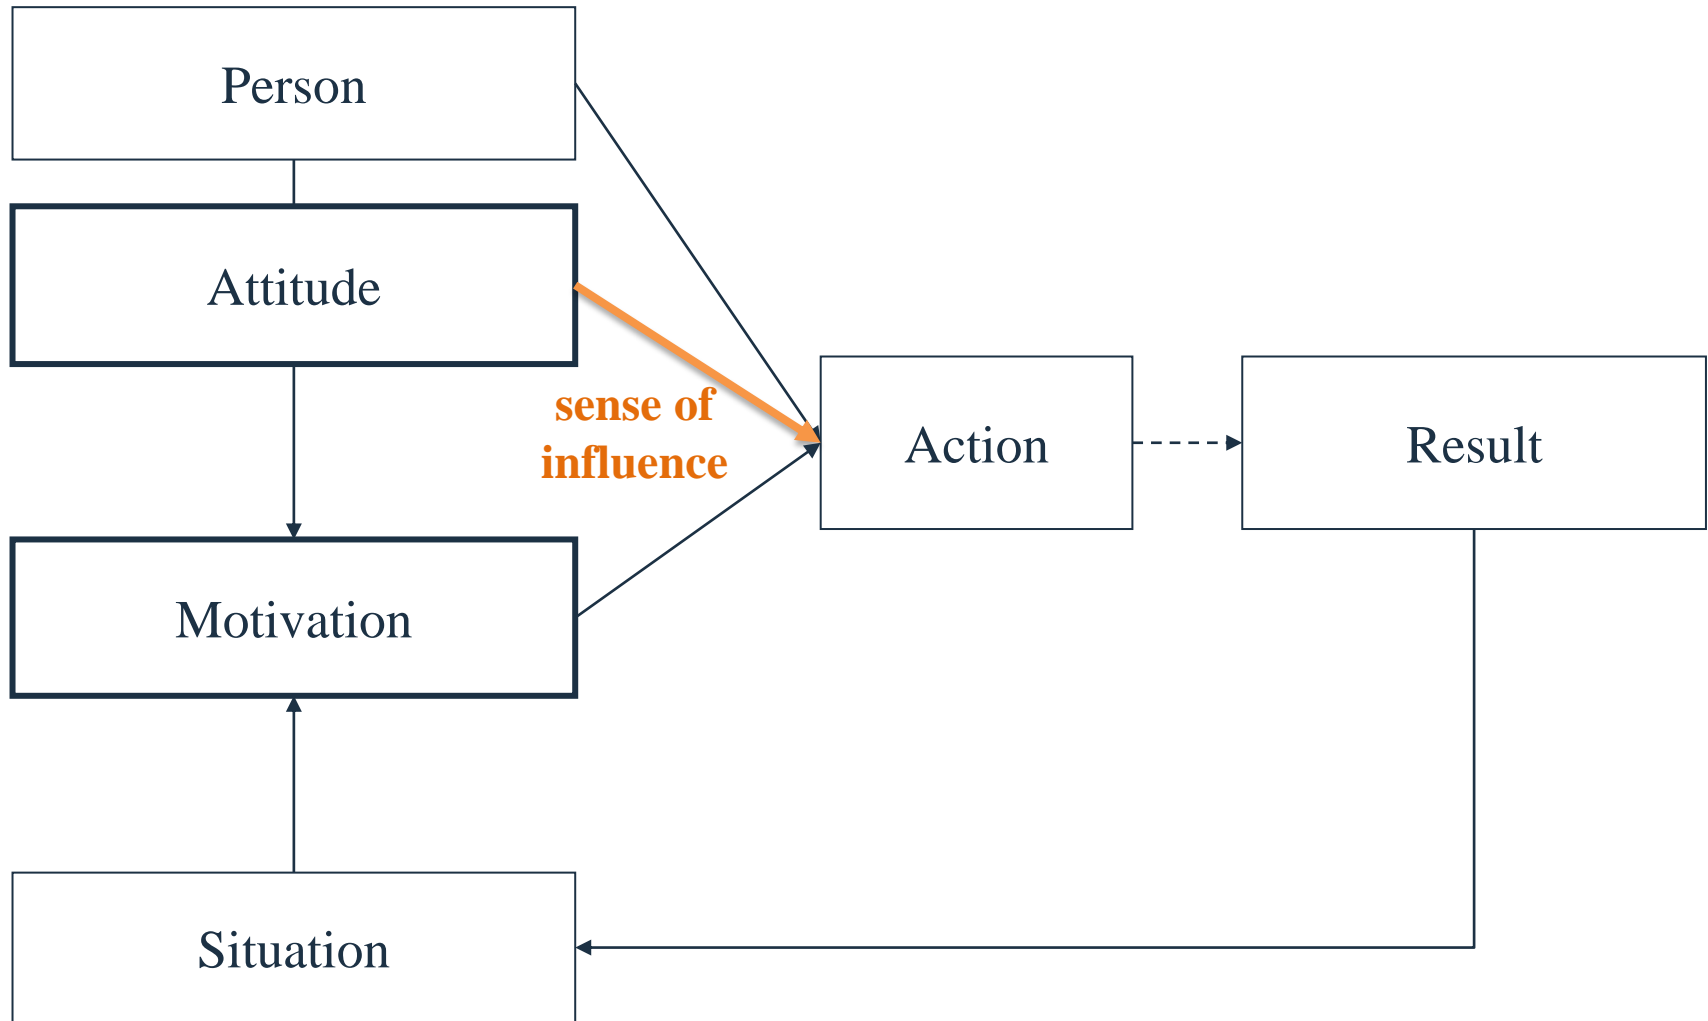 Person
Attitude
sense of
influence
Action
Result
Motivation
Situation